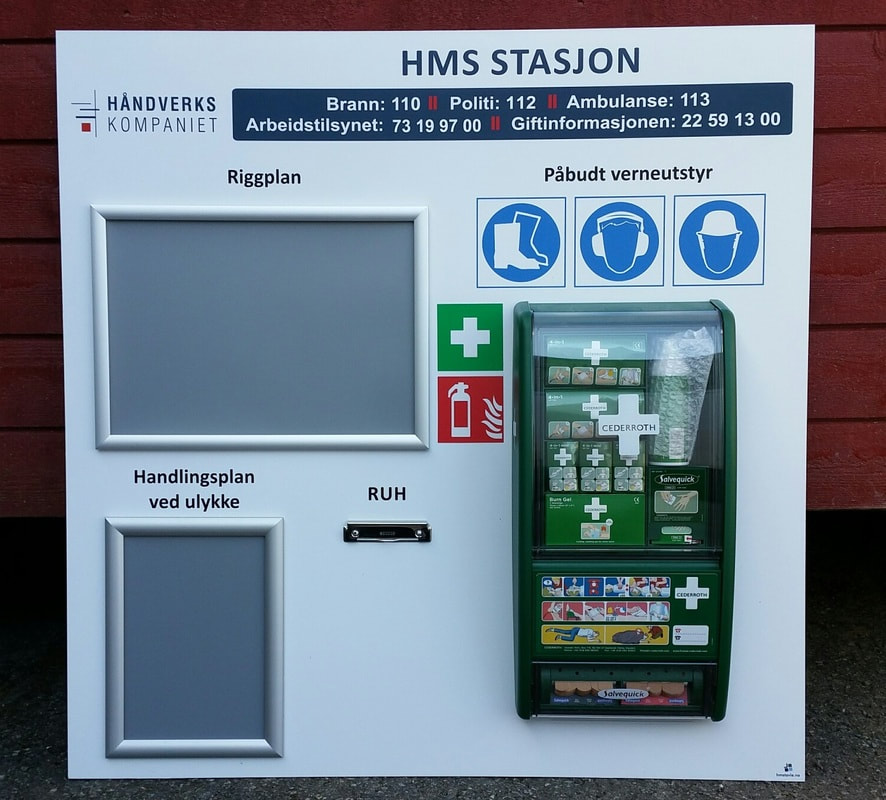 HMS STASJON
HÅNDVERKS
KOMPANIET
Brann: 110 || Politi: 112 || Ambulanse: 113
Arbeidstilsynet: 73 19 97 00 || Giftinformasjonen: 22 59 13 00
Riggplan
Påbudt verneutstyr
CEDERROTH
Salvequick
Burn Gel
CEDERROTH
Handlingsplan
ved ulykke
RUH
CEDERROTH
Salvequick